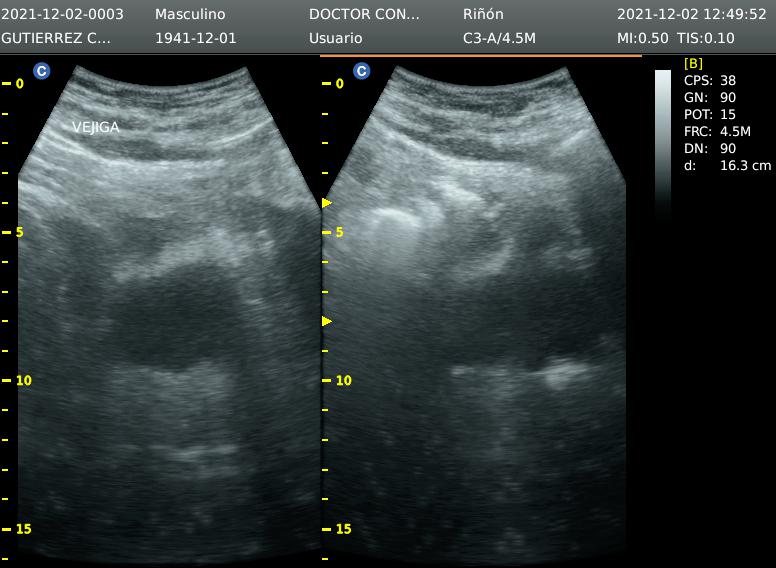 2021-12-02-0003 Masculino DOCTOR CON... Riñón 2021-12-02 12:49:52
GUTIERREZ C... 1941-12-01 Usuario C3-A/4.5M MI:0.50 TIS:0.10
C
C
[B]
CPS: 38
GN: 90
POT: 15
FRC: 4.5M
DN: 90
d: 16.3 cm
VEJIGA
0
5
10
15
0
5
10
15